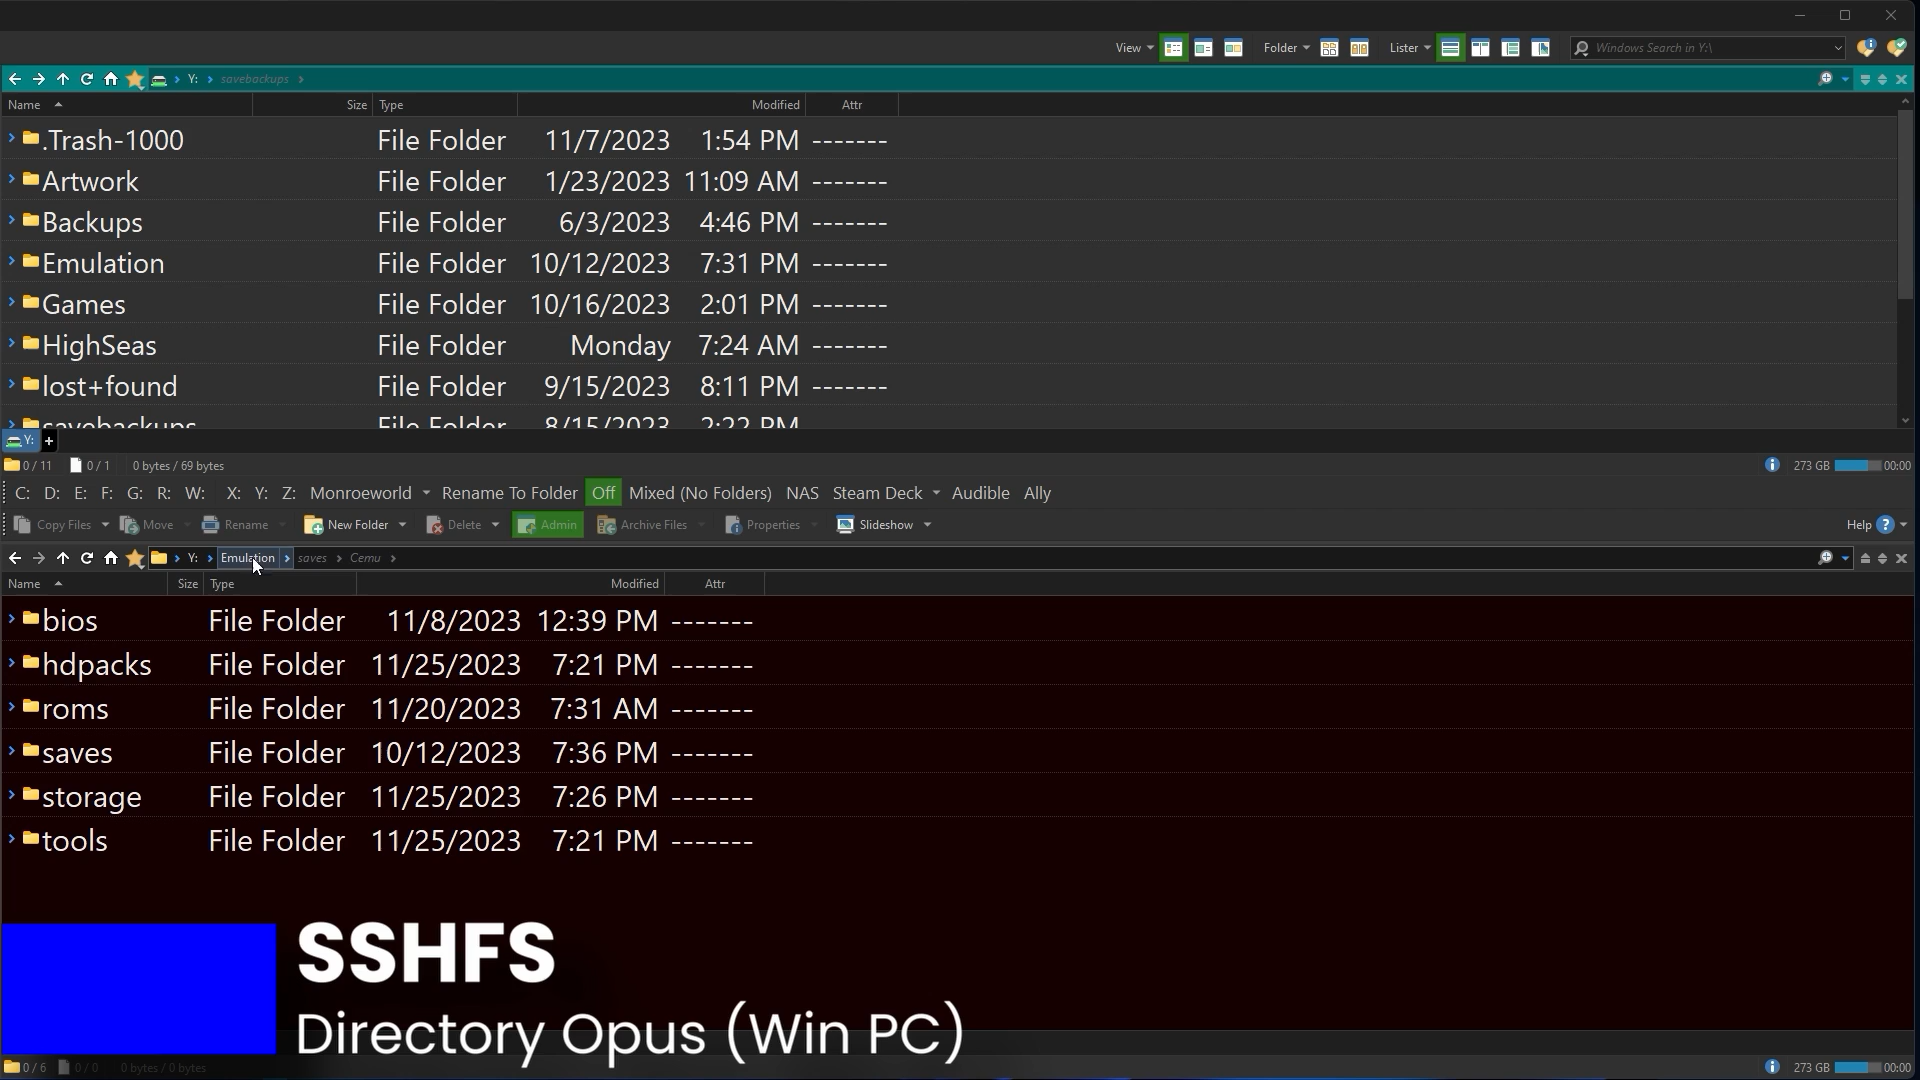 View Folder Lister Windows Search in Y:\
Y: savebackups
Name Size Type Modified Attr
.Trash-1000 File Folder 11/7/2023 1:54 PM -------
Artwork File Folder 1/23/2023 11:09 AM -------
Backups File Folder 6/3/2023 4:46 PM -------
Emulation File Folder 10/12/2023 7:31 PM -------
Games File Folder 10/16/2023 2:01 PM -------
HighSeas File Folder Monday 7:24 AM -------
lost+found File Folder 9/15/2023 8:11 PM -------
savebackups File Folder 8/15/2023 2:22 PM
Y: +
0 / 11 0 / 1 0 bytes / 69 bytes 273 GB 00:00
C: D: E: F: G: R: W: X: Y: Z: Monroeworld Rename To Folder Off Mixed (No Folders) NAS Steam Deck Audible Ally
Copy Files Move Rename New Folder Delete Admin Archive Files Properties Slideshow Help
Y: Emulation saves Cemu
Name Size Type Modified Attr
bios File Folder 11/8/2023 12:39 PM -------
hdpacks File Folder 11/25/2023 7:21 PM -------
roms File Folder 11/20/2023 7:31 AM -------
saves File Folder 10/12/2023 7:36 PM -------
storage File Folder 11/25/2023 7:26 PM -------
tools File Folder 11/25/2023 7:21 PM -------
SSHFS
Directory Opus (Win PC)
0 / 6 0 / 0 0 bytes / 0 bytes 273 GB 00:00